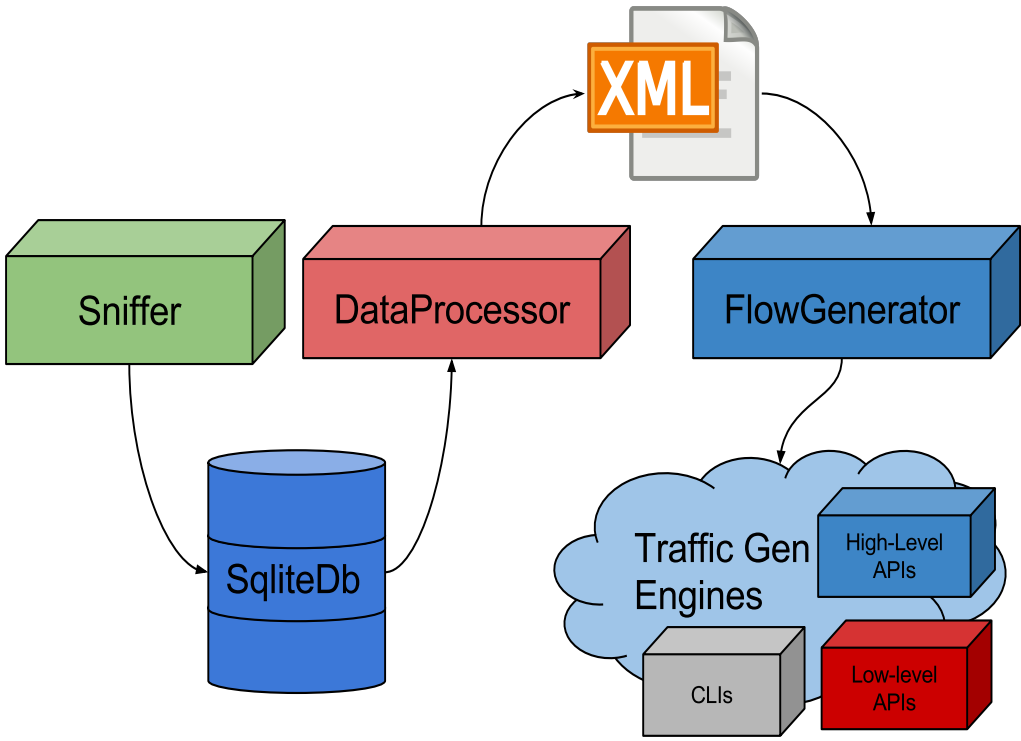 XML
Sniffer
DataProcessor
FlowGenerator
SqliteDb
Traffic Gen
Engines
High-Level
APIs
CLIs
Low-level
APIs